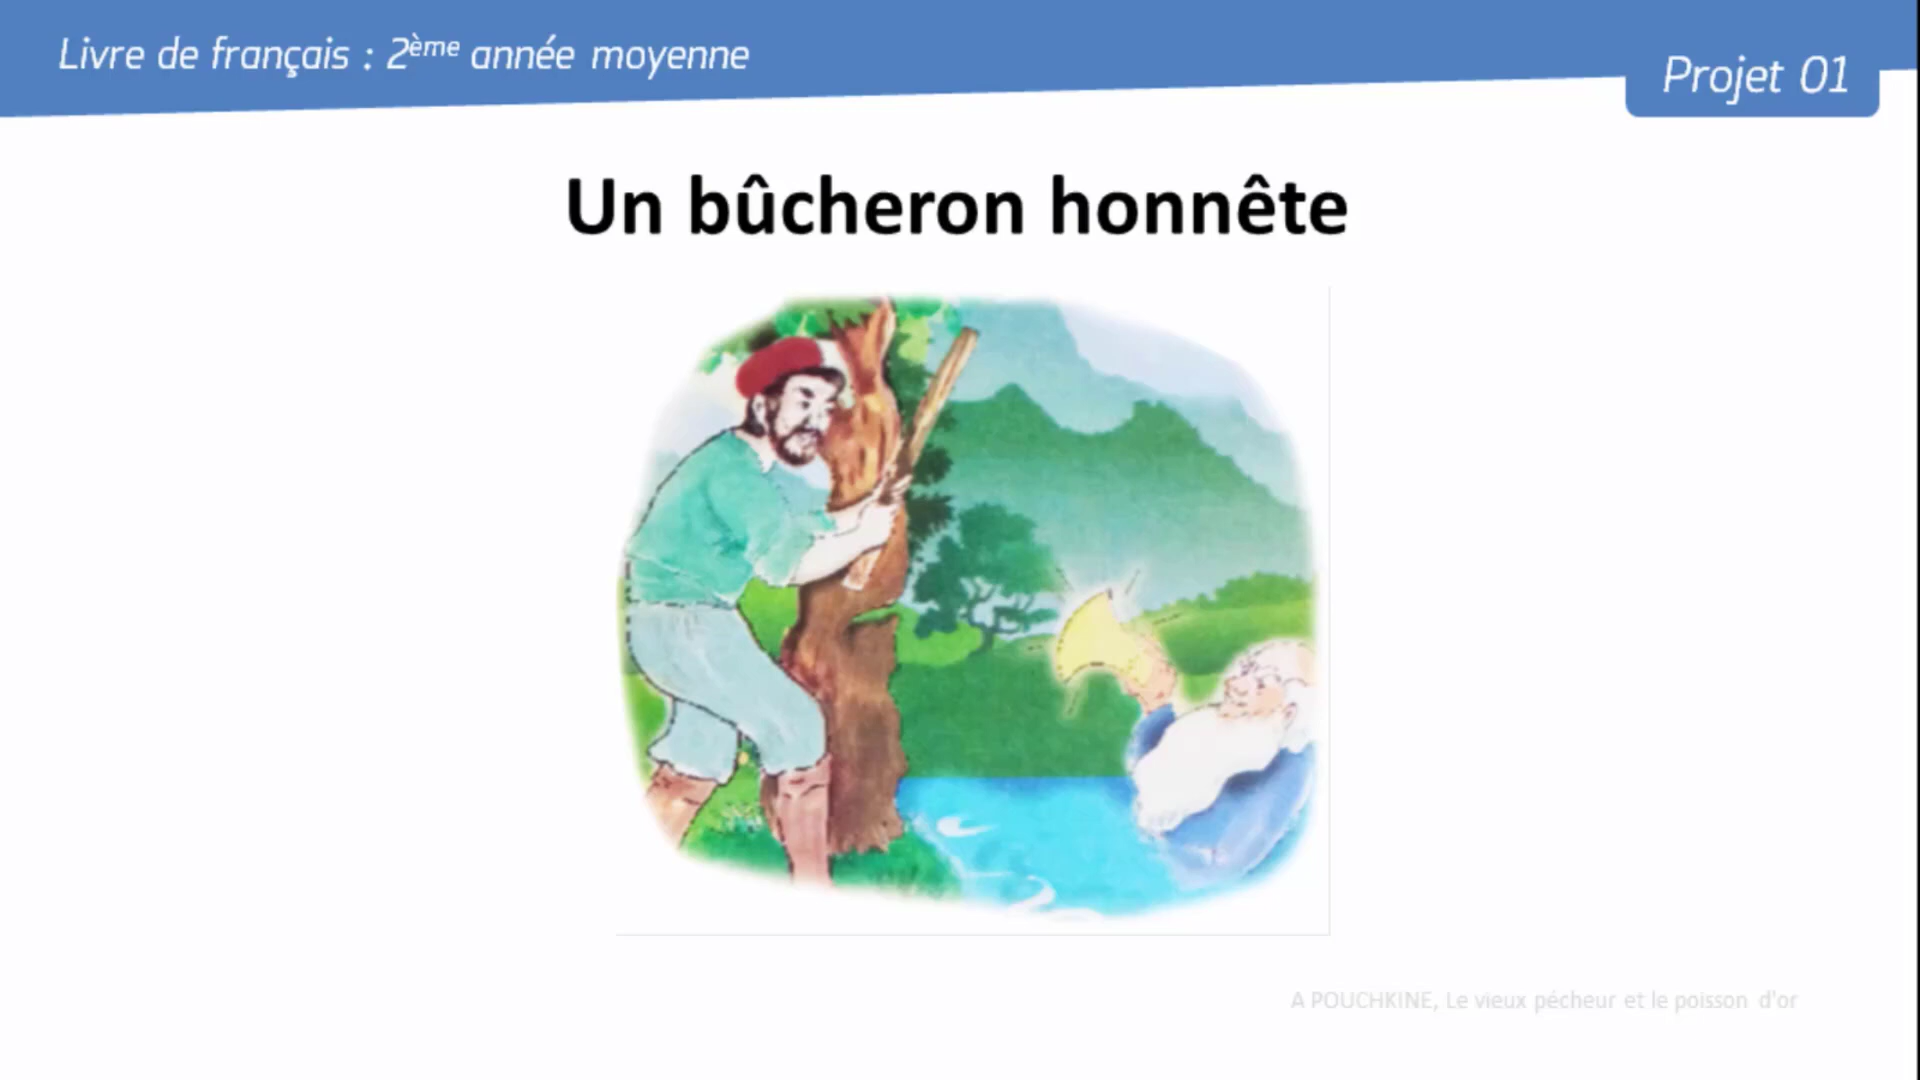 Livre de français : 2ème année moyenne
Projet 01
Un bûcheron honnête
A POUCHKINE, Le vieux pécheur et le poisson d'or